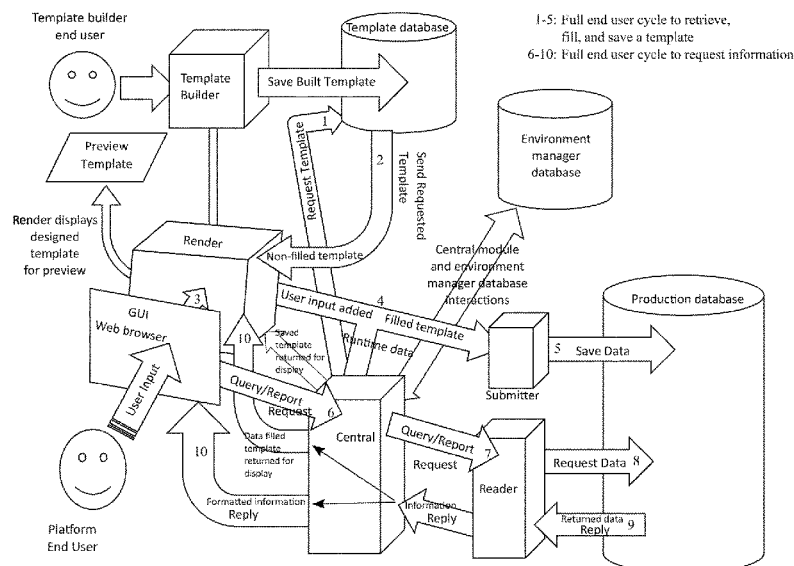 Template builder
end user
Template database
1-5: Full end user cycle to retrieve,
fill, and save a template
6-10: Full end user cycle to request information
Template
Builder
Save Built Template
1
Request Template
2
Send Requested
Template
Environment
manager
database
Preview
Template
Render displays
designed
template
for preview
Render
Non-filled template
Central module
and environment
manager database
interactions
Production database
GUI
Web browser
3
User input added
4
Filled template
Runtime data
10
Saved
template
returned for
display
5
Save Data
Submitter
User Input
Query/Report
Request
6
Central
Query/Report
Request
7
Request Data
8
10
Data filled
template
returned for
display
Reader
Formatted information
Reply
Information
Reply
Returned data
Reply
9
Platform
End User